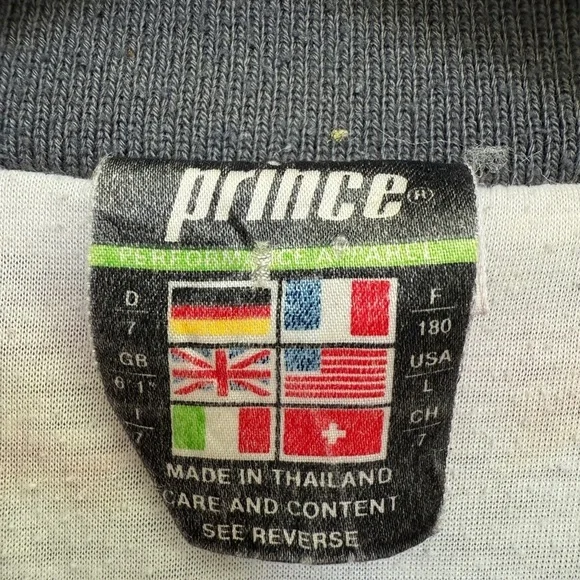 prince®
PERFORMANCE APPAREL
D
7
F
180
GB
6'1"
USA
L
I
7
CH
7
MADE IN THAILAND
CARE AND CONTENT
SEE REVERSE